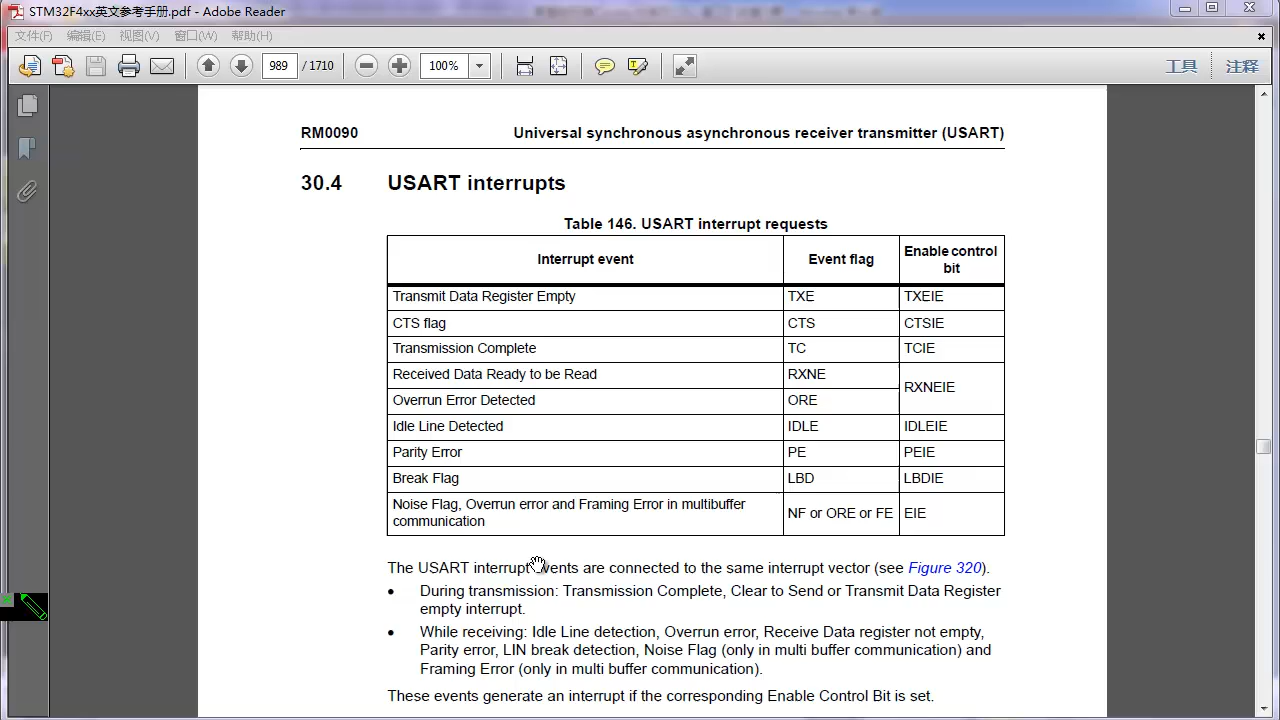 STM32F4xx英文参考手册.pdf - Adobe Reader
文件(F) 编辑(E) 视图(V) 窗口(W) 帮助(H)
989 / 1710 100% 工具 注释
RM0090 Universal synchronous asynchronous receiver transmitter (USART)
30.4 USART interrupts
Table 146. USART interrupt requests
Interrupt event Event flag Enable control bit
Transmit Data Register Empty TXE TXEIE
CTS flag CTS CTSIE
Transmission Complete TC TCIE
Received Data Ready to be Read RXNE RXNEIE
Overrun Error Detected ORE
Idle Line Detected IDLE IDLEIE
Parity Error PE PEIE
Break Flag LBD LBDIE
Noise Flag, Overrun error and Framing Error in multibuffer
communication NF or ORE or FE EIE
The USART interrupt events are connected to the same interrupt vector (see Figure 320).
• During transmission: Transmission Complete, Clear to Send or Transmit Data Register
empty interrupt.
• While receiving: Idle Line detection, Overrun error, Receive Data register not empty,
Parity error, LIN break detection, Noise Flag (only in multi buffer communication) and
Framing Error (only in multi buffer communication).
These events generate an interrupt if the corresponding Enable Control Bit is set.